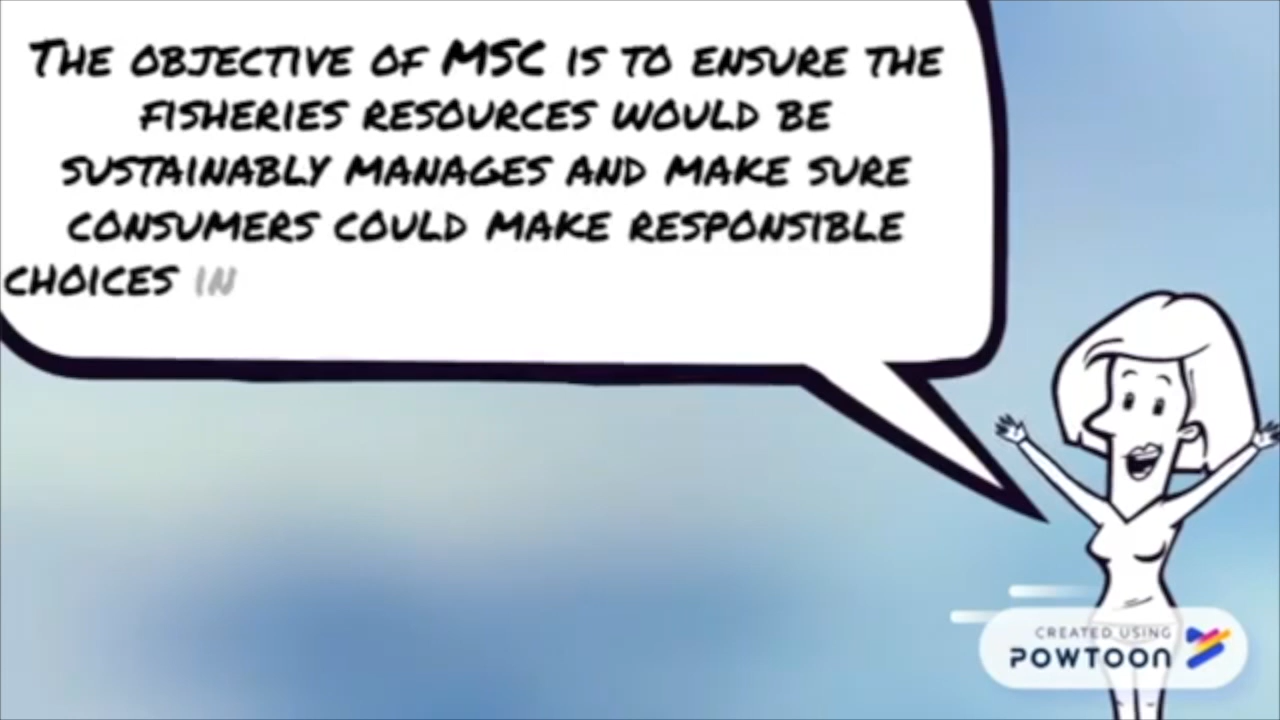 THE OBJECTIVE OF MSC IS TO ENSURE THE
FISHERIES RESOURCES WOULD BE
SUSTAINABLY MANAGES AND MAKE SURE
CONSUMERS COULD MAKE RESPONSIBLE
CHOICES IN
CREATED USING
POWTOON